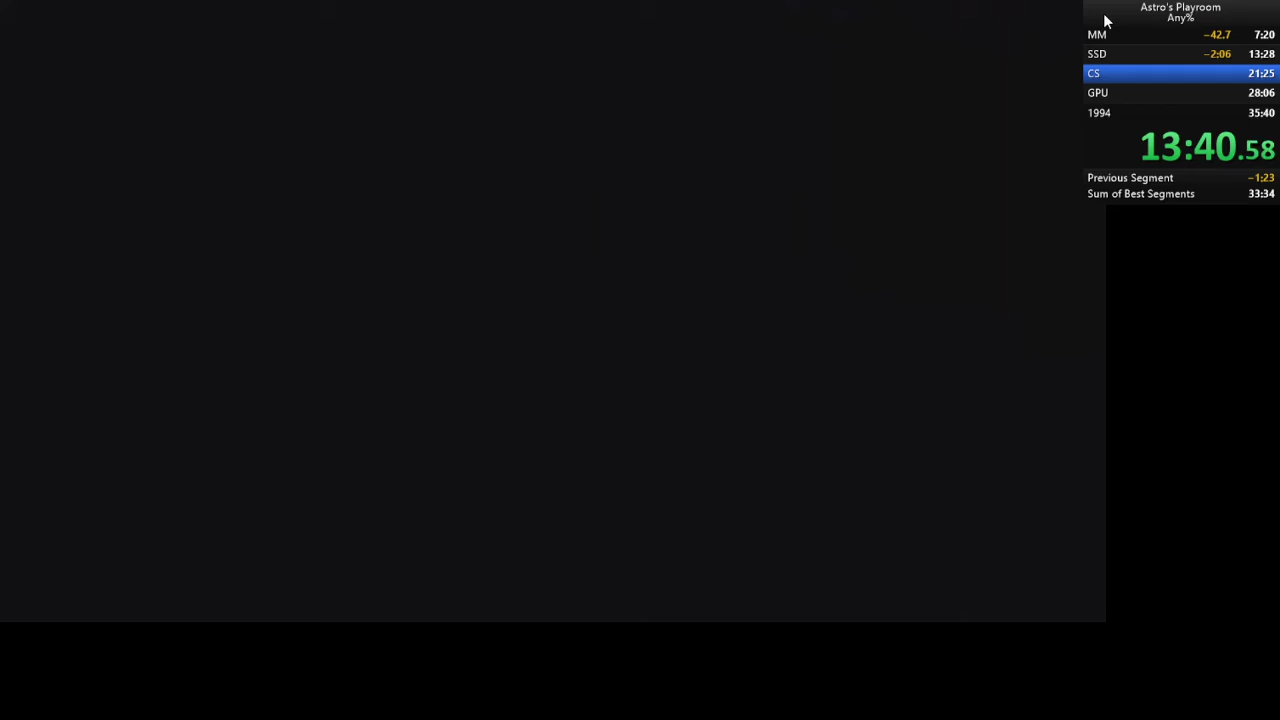 Astro's Playroom
Any%
MM −42.7 7:20
SSD −2:06 13:28
CS 21:25
GPU 28:06
1994 35:40
13:40.58
Previous Segment −1:23
Sum of Best Segments 33:34